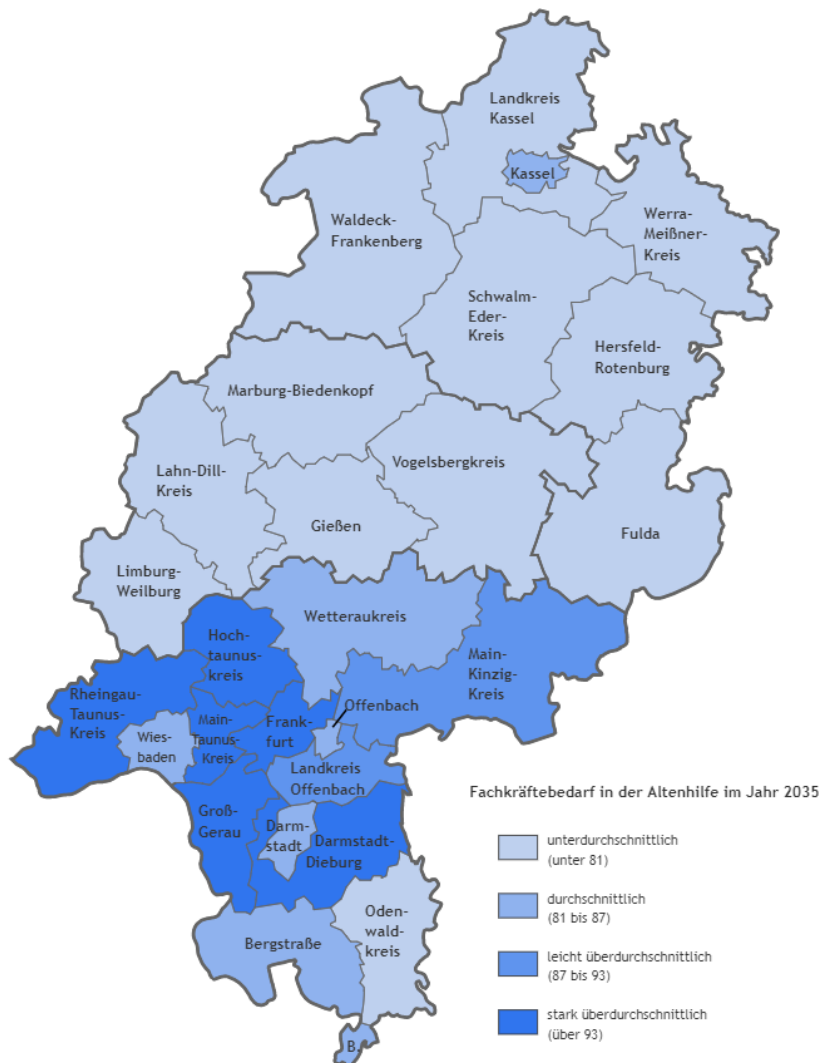 Landkreis
Kassel
Kassel
Waldeck-
Frankenberg
Werra-
Meißner-
Kreis
Schwalm-
Eder-
Kreis
Hersfeld-
Rotenburg
Marburg-Biedenkopf
Vogelsbergkreis
Lahn-Dill-
Kreis
Gießen
Fulda
Limburg-
Weilburg
Wetteraukreis
Hoch-
taunus-
kreis
Main-
Kinzig-
Kreis
Rheingau-
Taunus-
Kreis
Offenbach
Main-
Taunus-
Kreis
Frank-
furt
Wies-
baden
Landkreis
Offenbach
Groß-
Gerau
Darm-
stadt
Darmstadt-
Dieburg
Oden-
wald-
kreis
Bergstraße
B.
Fachkräftebedarf in der Altenhilfe im Jahr 2035
unterdurchschnittlich
(unter 81)
durchschnittlich
(81 bis 87)
leicht überdurchschnittlich
(87 bis 93)
stark überdurchschnittlich
(über 93)